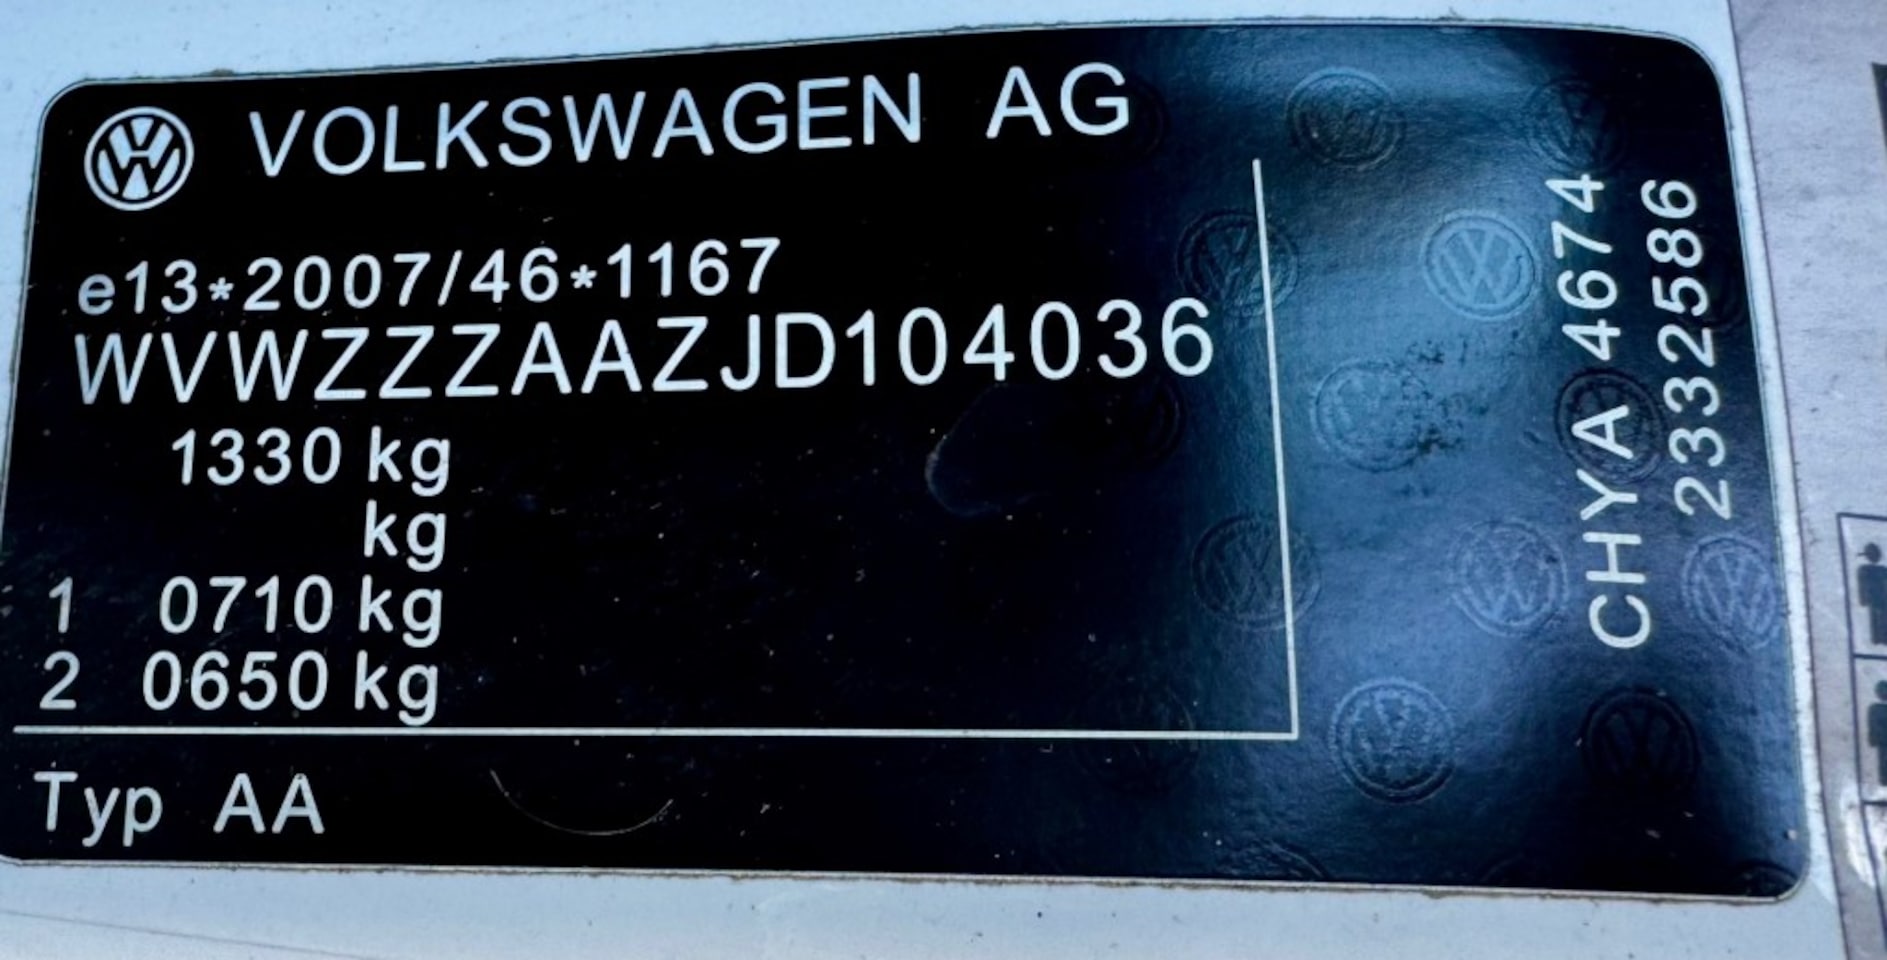 VOLKSWAGEN AG
e13*2007/46*1167
WVWZZZAAZJD104036
1330 kg
kg
1 0710 kg
2 0650 kg
Typ AA
CHYA 4674
2332586